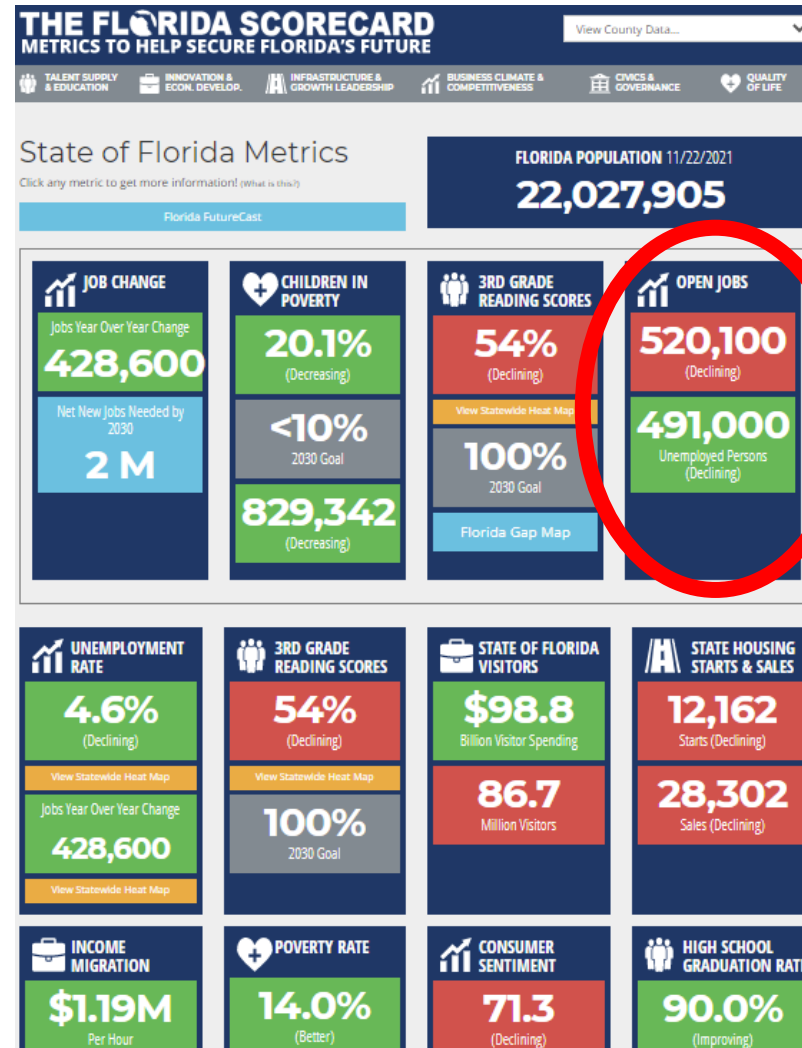 THE FLORIDA SCORECARD
METRICS TO HELP SECURE FLORIDA'S FUTURE
View County Data...
TALENT SUPPLY
& EDUCATION
INNOVATION &
ECON. DEVELOP.
INFRASTRUCTURE &
GROWTH LEADERSHIP
BUSINESS CLIMATE &
COMPETITIVENESS
CIVICS &
GOVERNANCE
QUALITY
OF LIFE
State of Florida Metrics
Click any metric to get more information! (What is this?)
Florida FutureCast
FLORIDA POPULATION 11/22/2021
22,027,905
JOB CHANGE
Jobs Year Over Year Change
428,600
Net New Jobs Needed by
2030
2 M
CHILDREN IN
POVERTY
20.1%
(Decreasing)
<10%
2030 Goal
829,342
(Decreasing)
3RD GRADE
READING SCORES
54%
(Declining)
View Statewide Heat Map
100%
2030 Goal
Florida Gap Map
OPEN JOBS
520,100
(Declining)
491,000
Unemployed Persons
(Declining)
UNEMPLOYMENT
RATE
4.6%
(Declining)
View Statewide Heat Map
Jobs Year Over Year Change
428,600
View Statewide Heat Map
3RD GRADE
READING SCORES
54%
(Declining)
View Statewide Heat Map
100%
2030 Goal
STATE OF FLORIDA
VISITORS
$98.8
Billion Visitor Spending
86.7
Million Visitors
STATE HOUSING
STARTS & SALES
12,162
Starts (Declining)
28,302
Sales (Declining)
INCOME
MIGRATION
$1.19M
Per Hour
POVERTY RATE
14.0%
(Better)
CONSUMER
SENTIMENT
71.3
(Declining)
HIGH SCHOOL
GRADUATION RATE
90.0%
(Improving)